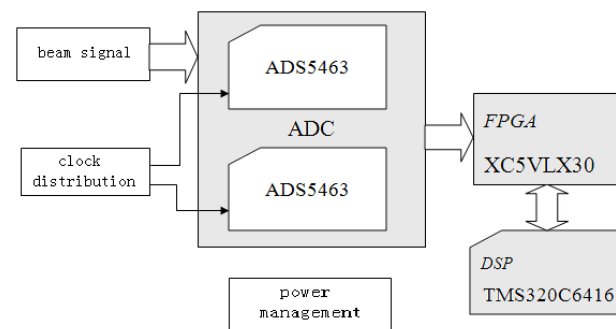 beam signal
clock
distribution
ADS5463
ADC
ADS5463
FPGA
XC5VLX30
DSP
TMS320C6416
power
management